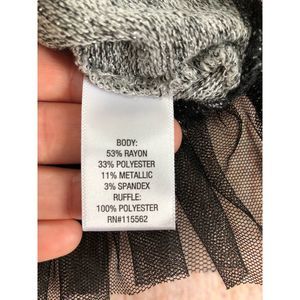 BODY:
53% RAYON
33% POLYESTER
11% METALLIC
3% SPANDEX
RUFFLE:
100% POLYESTER
RN#115562